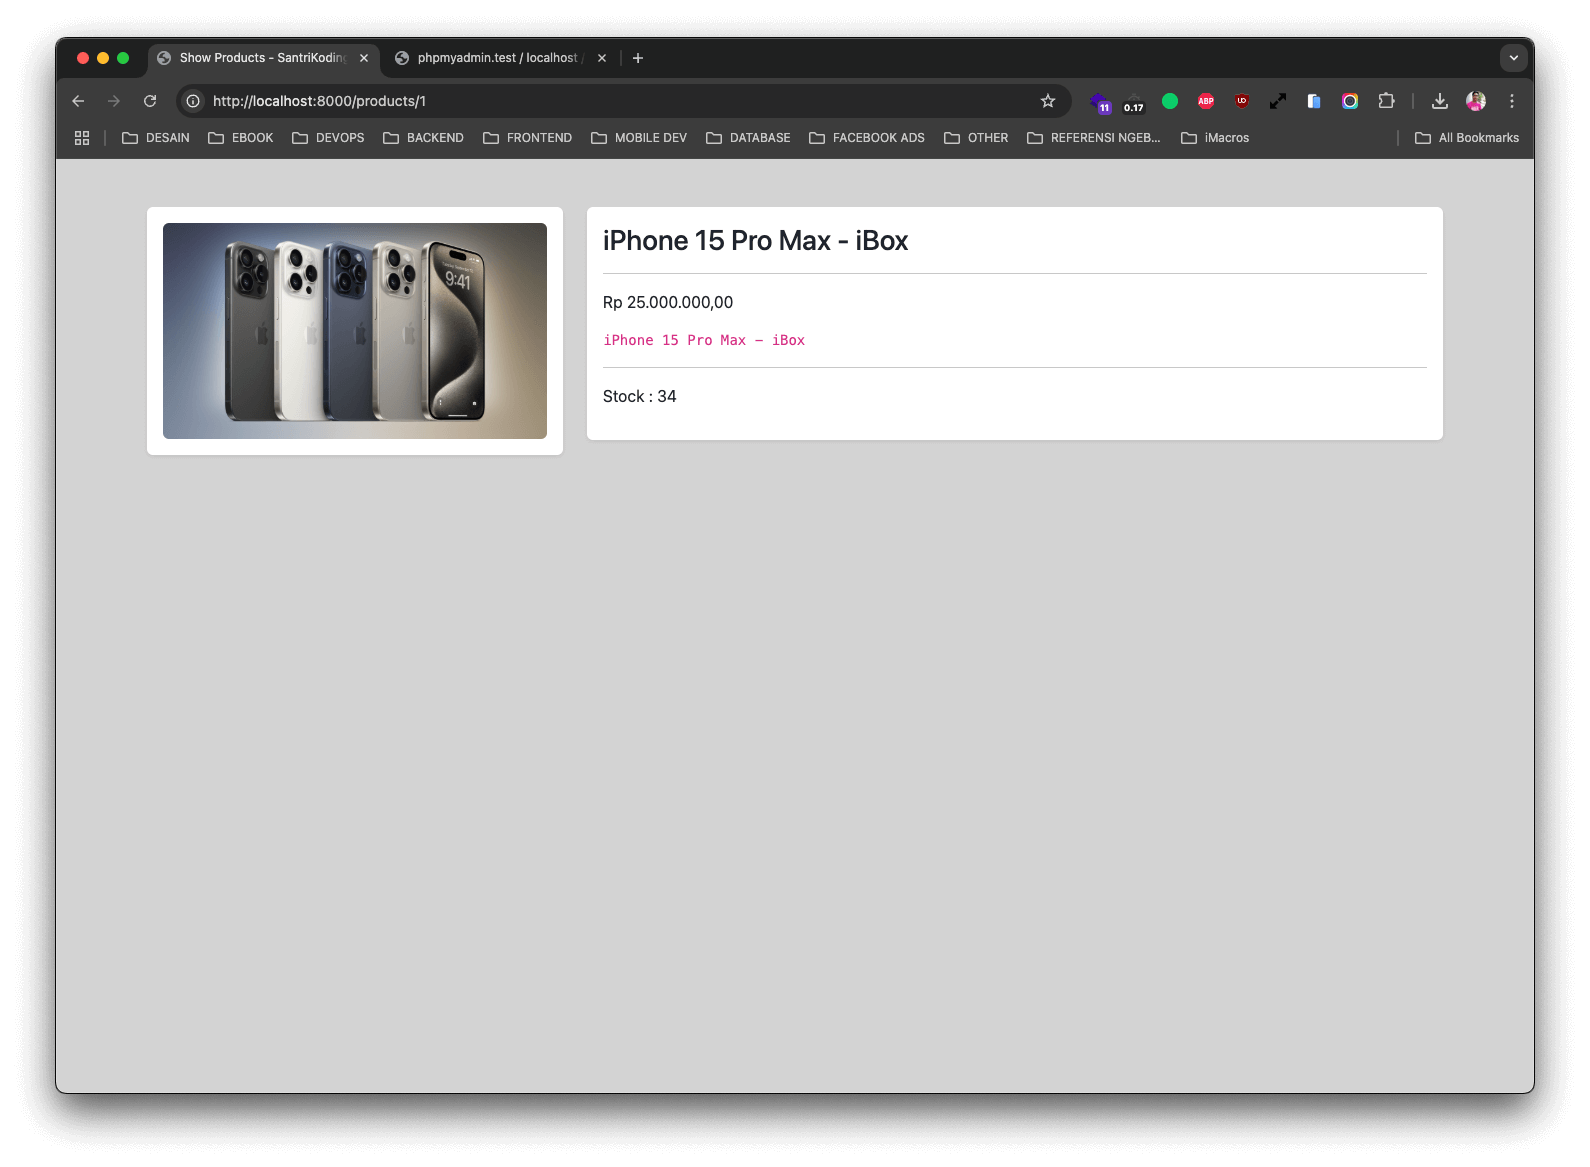 Show Products - SantriKoding
phpmyadmin.test / localhost /
http://localhost:8000/products/1
11
0.17
ABP
UO
DESAIN
EBOOK
DEVOPS
BACKEND
FRONTEND
MOBILE DEV
DATABASE
FACEBOOK ADS
OTHER
REFERENSI NGEB...
iMacros
All Bookmarks
9:41
iPhone 15 Pro Max - iBox
Rp 25.000.000,00
iPhone 15 Pro Max - iBox
Stock : 34